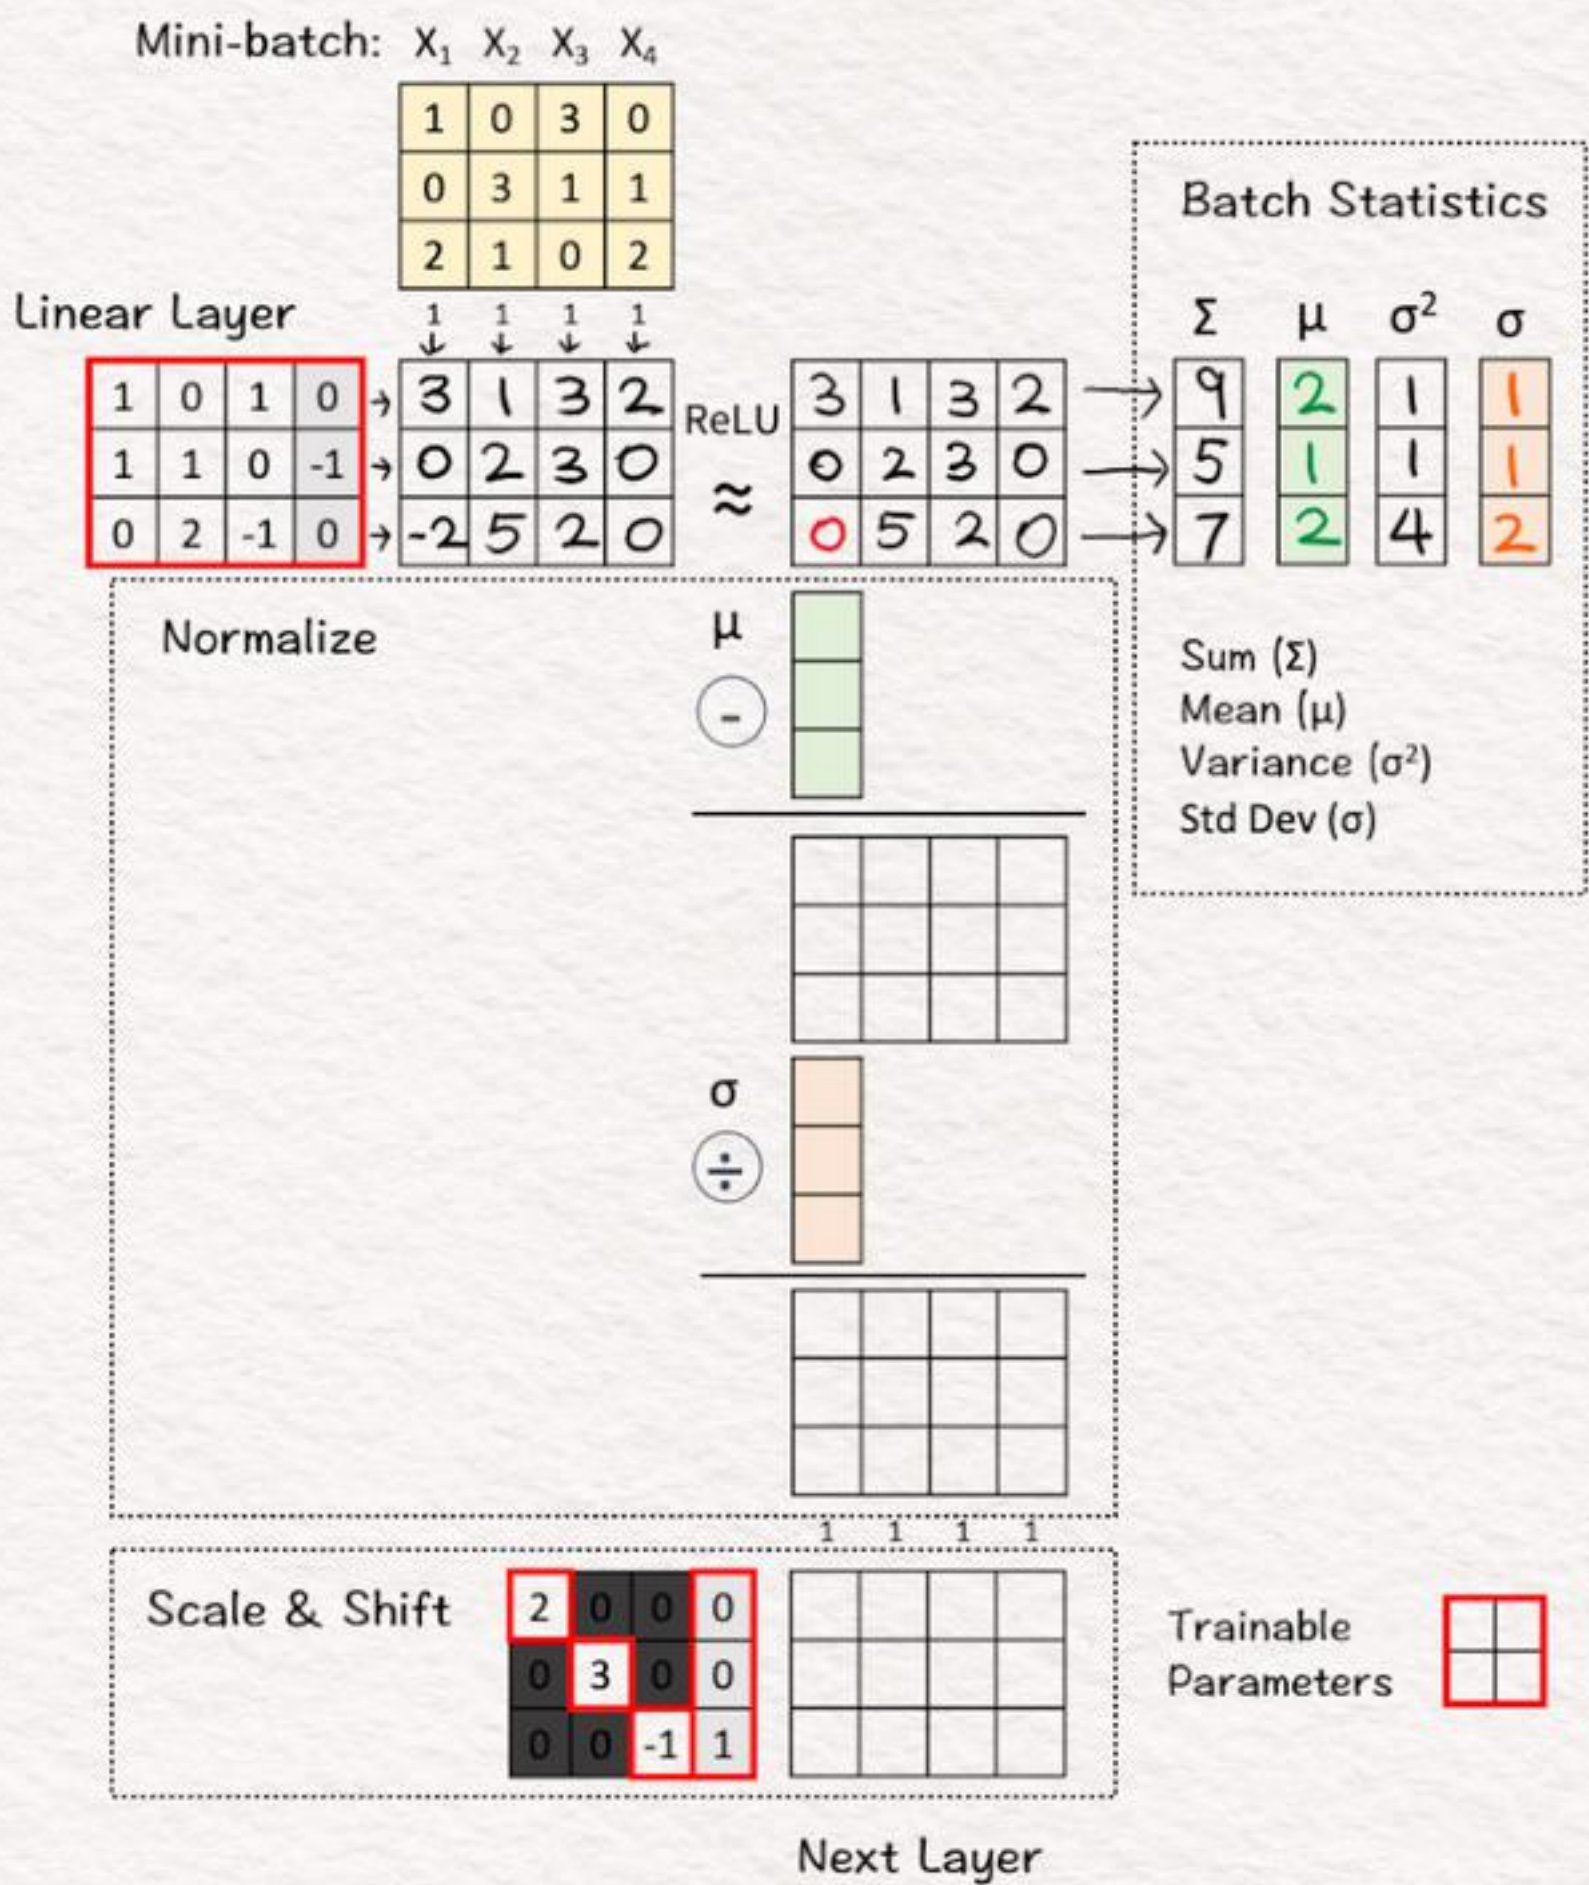 Mini-batch: X₁ X₂ X₃ X₄
1 0 3 0
0 3 1 1
2 1 0 2
Linear Layer
1 1 1 1
1 0 1 0
1 1 0 -1
0 2 -1 0
3 1 3 2
0 2 3 0
-2 5 2 0
ReLU
≈
3 1 3 2
0 2 3 0
0 5 2 0
Batch Statistics
Σ μ σ² σ
9 2 1 1
5 1 1 1
7 2 4 2
Sum (Σ)
Mean (μ)
Variance (σ²)
Std Dev (σ)
Normalize
μ
-
σ
÷
1 1 1 1
Scale & Shift
2 0 0 0
0 3 0 0
0 0 -1 1
Trainable
Parameters
Next Layer